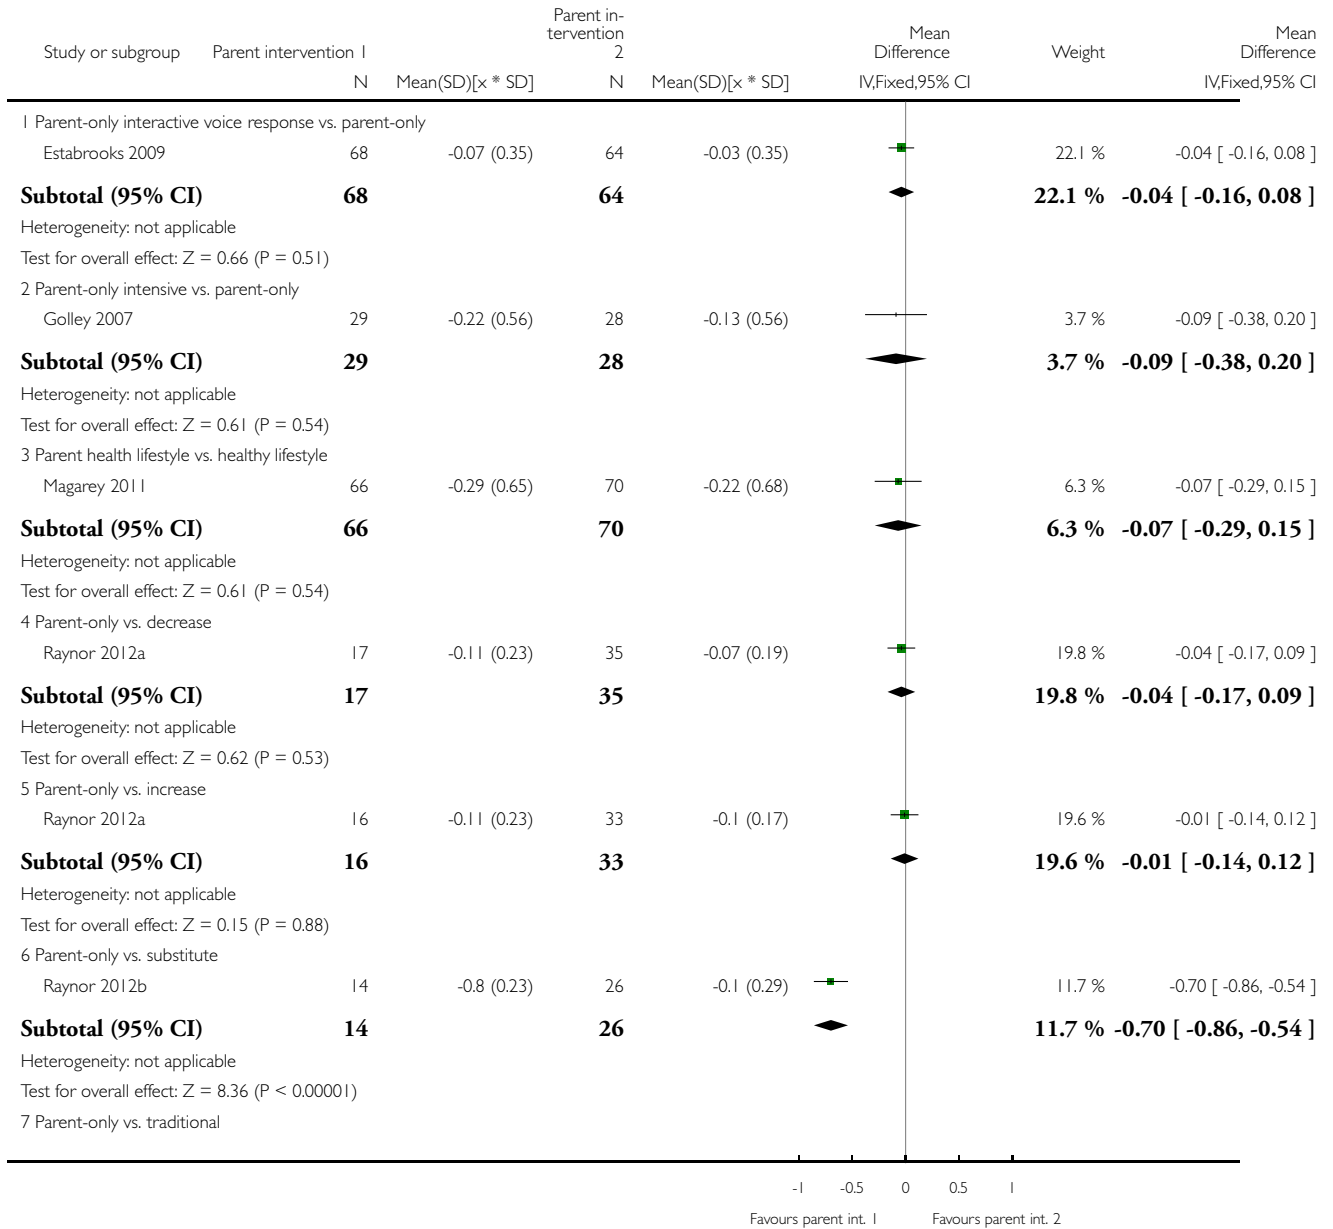 Study or subgroup Parent intervention 1 Parent in-tervention 2 Mean Difference Weight Mean Difference
N Mean(SD)[x * SD] N Mean(SD)[x * SD] IV,Fixed,95% CI IV,Fixed,95% CI
1 Parent-only interactive voice response vs. parent-only
Estabrooks 2009 68 -0.07 (0.35) 64 -0.03 (0.35) 22.1 % -0.04 [ -0.16, 0.08 ]
Subtotal (95% CI) 68 64 22.1 % -0.04 [ -0.16, 0.08 ]
Heterogeneity: not applicable
Test for overall effect: Z = 0.66 (P = 0.51)
2 Parent-only intensive vs. parent-only
Golley 2007 29 -0.22 (0.56) 28 -0.13 (0.56) 3.7 % -0.09 [ -0.38, 0.20 ]
Subtotal (95% CI) 29 28 3.7 % -0.09 [ -0.38, 0.20 ]
Heterogeneity: not applicable
Test for overall effect: Z = 0.61 (P = 0.54)
3 Parent health lifestyle vs. healthy lifestyle
Magarey 2011 66 -0.29 (0.65) 70 -0.22 (0.68) 6.3 % -0.07 [ -0.29, 0.15 ]
Subtotal (95% CI) 66 70 6.3 % -0.07 [ -0.29, 0.15 ]
Heterogeneity: not applicable
Test for overall effect: Z = 0.61 (P = 0.54)
4 Parent-only vs. decrease
Raynor 2012a 17 -0.11 (0.23) 35 -0.07 (0.19) 19.8 % -0.04 [ -0.17, 0.09 ]
Subtotal (95% CI) 17 35 19.8 % -0.04 [ -0.17, 0.09 ]
Heterogeneity: not applicable
Test for overall effect: Z = 0.62 (P = 0.53)
5 Parent-only vs. increase
Raynor 2012a 16 -0.11 (0.23) 33 -0.1 (0.17) 19.6 % -0.01 [ -0.14, 0.12 ]
Subtotal (95% CI) 16 33 19.6 % -0.01 [ -0.14, 0.12 ]
Heterogeneity: not applicable
Test for overall effect: Z = 0.15 (P = 0.88)
6 Parent-only vs. substitute
Raynor 2012b 14 -0.8 (0.23) 26 -0.1 (0.29) 11.7 % -0.70 [ -0.86, -0.54 ]
Subtotal (95% CI) 14 26 11.7 % -0.70 [ -0.86, -0.54 ]
Heterogeneity: not applicable
Test for overall effect: Z = 8.36 (P < 0.00001)
7 Parent-only vs. traditional
-1 -0.5 0 0.5 1
Favours parent int. 1 Favours parent int. 2